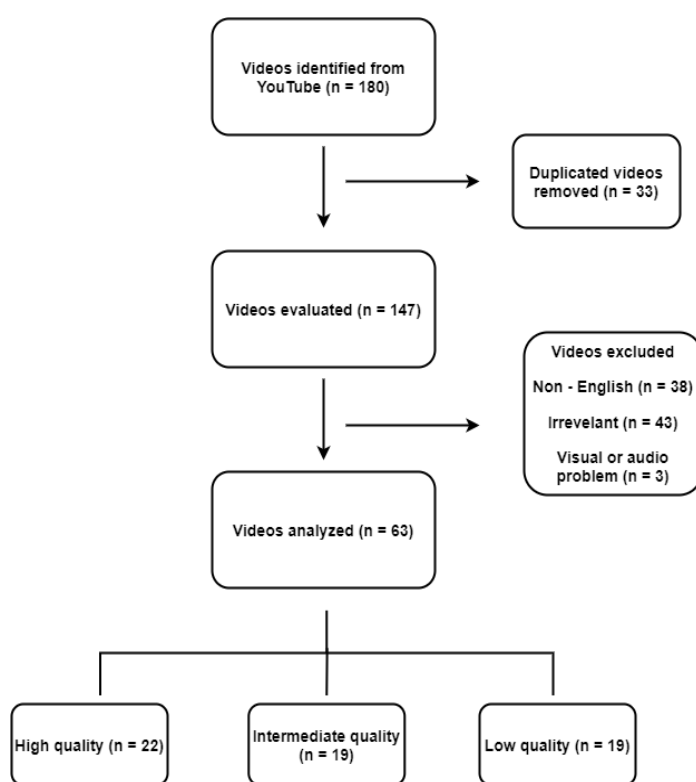 Videos identified from
YouTube (n = 180)
Duplicated videos
removed (n = 33)
Videos evaluated (n = 147)
Videos excluded
Non - English (n = 38)
Irrevelant (n = 43)
Visual or audio
problem (n = 3)
Videos analyzed (n = 63)
High quality (n = 22)
Intermediate quality
(n = 19)
Low quality (n = 19)